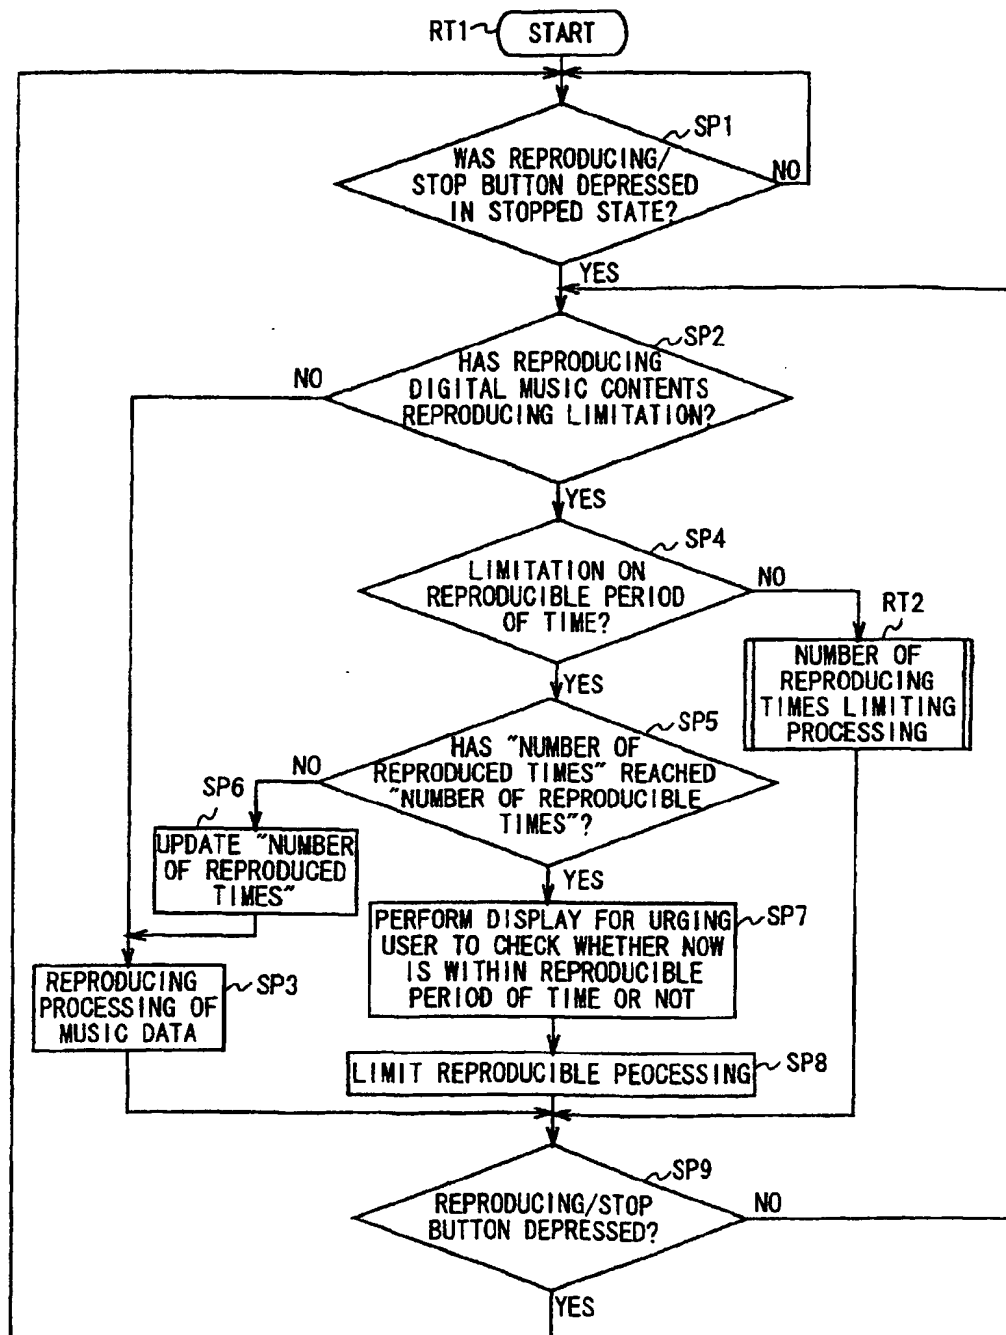 RT1
START
SP1
WAS REPRODUCING/
STOP BUTTON DEPRESSED
IN STOPPED STATE?
NO
YES
SP2
HAS REPRODUCING
DIGITAL MUSIC CONTENTS
REPRODUCING LIMITATION?
NO
YES
SP4
LIMITATION ON
REPRODUCIBLE PERIOD
OF TIME?
NO
YES
RT2
NUMBER OF
REPRODUCING
TIMES LIMITING
PROCESSING
SP5
HAS "NUMBER OF
REPRODUCED TIMES" REACHED
"NUMBER OF REPRODUCIBLE
TIMES"?
NO
YES
SP6
UPDATE "NUMBER
OF REPRODUCED
TIMES"
SP7
PERFORM DISPLAY FOR URGING
USER TO CHECK WHETHER NOW
IS WITHIN REPRODUCIBLE
PERIOD OF TIME OR NOT
REPRODUCING
PROCESSING OF
MUSIC DATA
SP3
LIMIT REPRODUCIBLE PEOCESSING
SP8
SP9
REPRODUCING/STOP
BUTTON DEPRESSED?
NO
YES